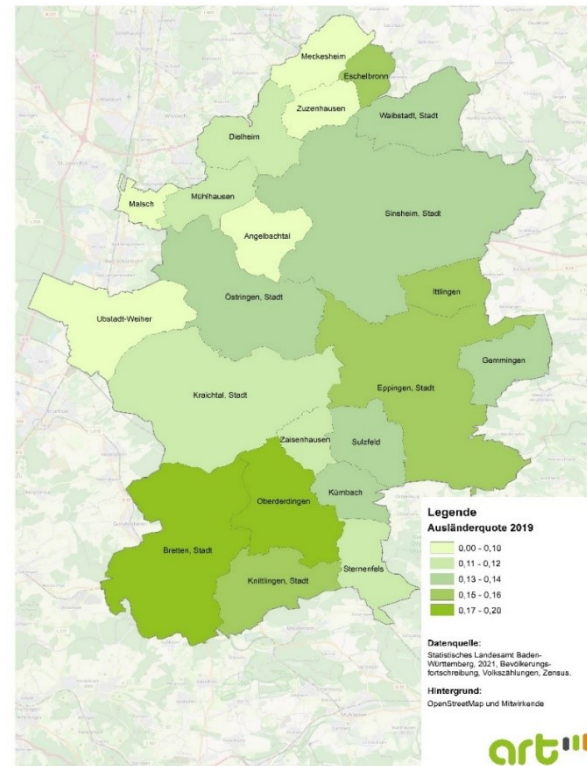 Meckesheim
Eschelbronn
Zuzenhausen
Waibstadt, Stadt
Dielheim
Mühlhausen
Malsch
Sinsheim, Stadt
Angelbachtal
Östringen, Stadt
Ittlingen
Ubstadt-Weiher
Gemmingen
Eppingen, Stadt
Kraichtal, Stadt
Zaisenhausen
Sulzfeld
Oberderdingen
Kürnbach
Bretten, Stadt
Sternenfels
Knittlingen, Stadt
Legende
Ausländerquote 2019
0,00 - 0,10
0,11 - 0,12
0,13 - 0,14
0,15 - 0,16
0,17 - 0,20
Datenquelle:
Statistisches Landesamt Baden-
Württemberg, 2021, Bevölkerungs-
fortschreibung, Volkszählungen, Zensus.
Hintergrund:
OpenStreetMap und Mitwirkende
art